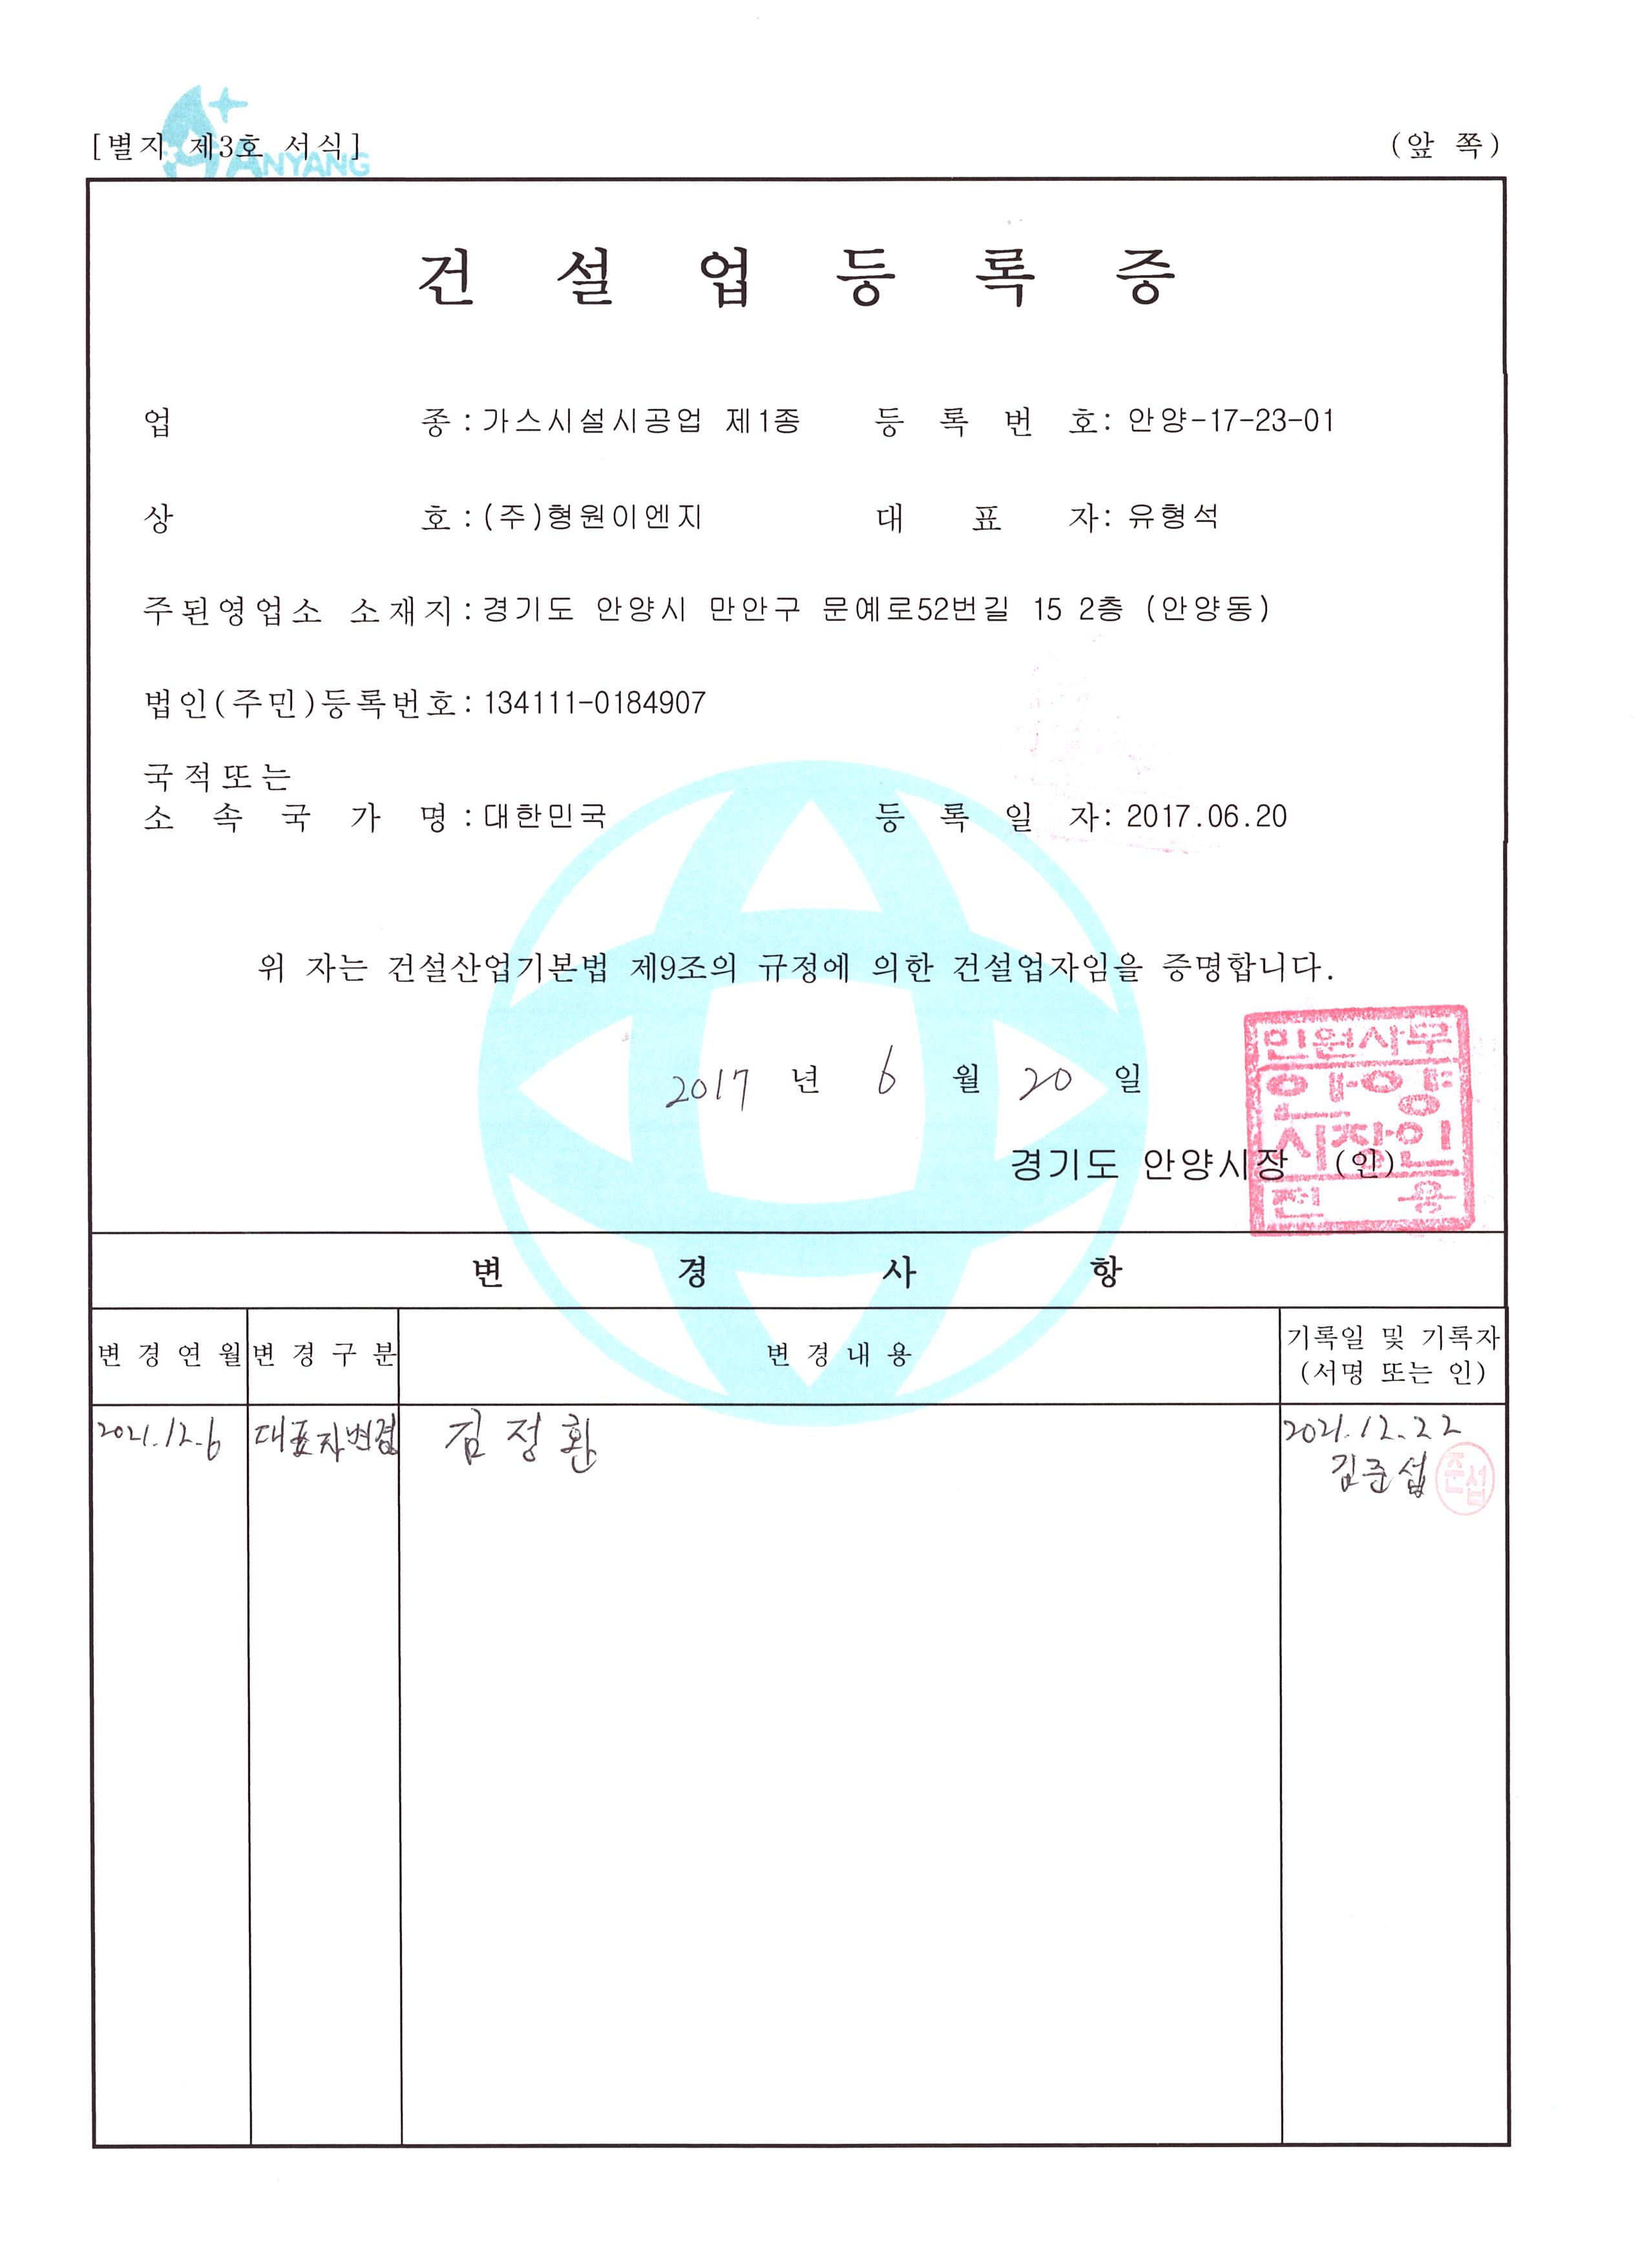 [별지 제3호 서식]
ANYANG
(앞 쪽)
건 설 업 등 록 증
업 종 : 가스시설시공업 제1종 등 록 번 호: 안양-17-23-01
상 호 : (주)형원이엔지 대 표 자: 유형석
주된영업소 소재지 : 경기도 안양시 만안구 문예로52번길 15 2층 (안양동)
법인(주민)등록번호 : 134111-0184907
국적또는
소 속 국 가 명 : 대한민국 등 록 일 자: 2017.06.20
위 자는 건설산업기본법 제9조의 규정에 의한 건설업자임을 증명합니다.
2017 년 6 월 20 일
경기도 안양시장 (인)
민원사무
안양
시장인
전 용
변 경 사 항
변 경 연 월 변 경 구 분 변 경 내 용 기록일 및 기록자
(서명 또는 인)
2021.12.6 대표자변경 김정환 2021.12.22
김준섭
준섭